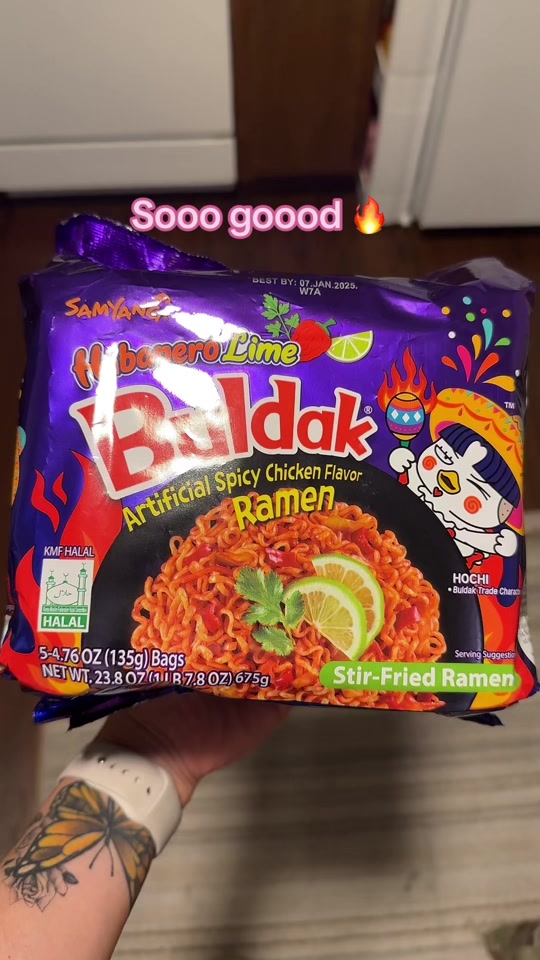 Sooo goood 🔥
BEST BY: 07.JAN.2025.
W7A
SAMYANG
Habanero Lime
Buldak®
Artificial Spicy Chicken Flavor
Ramen
TM
KMF HALAL
HALAL
HOCHI
• Buldak Trade Charac
Serving Suggestion
5-4.76 OZ (135g) Bags
NET WT. 23.8 OZ (1 LB 7.8 OZ) 675g
Stir-Fried Ramen